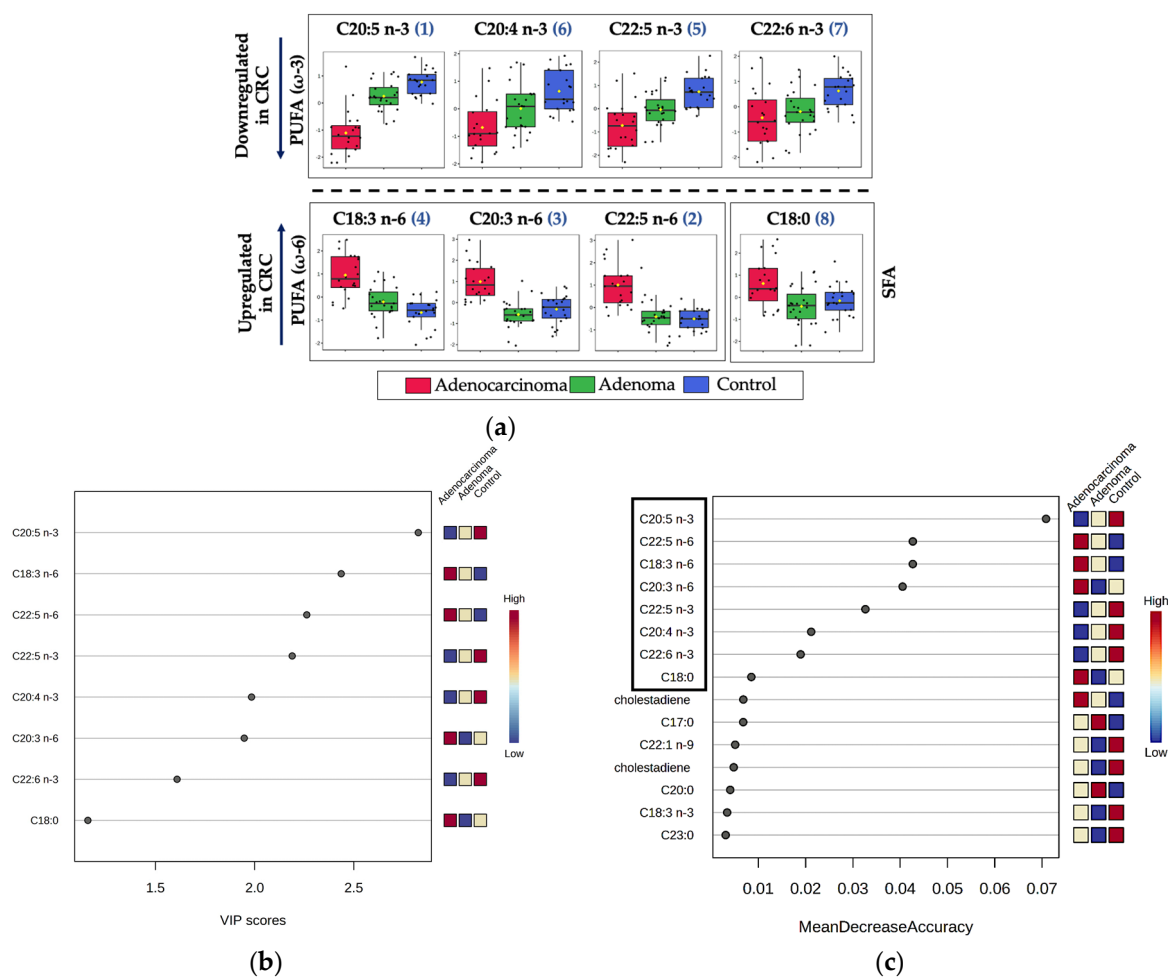 C20:5 n-3 (1) C20:4 n-3 (6) C22:5 n-3 (5) C22:6 n-3 (7)
Downregulated
in CRC
PUFA (ω-3)
C18:3 n-6 (4) C20:3 n-6 (3) C22:5 n-6 (2) C18:0 (8)
Upregulated
in CRC
PUFA (ω-6)
SFA
Adenocarcinoma Adenoma Control
(a)
Adenocarcinoma
Adenoma
Control
C20:5 n-3
C18:3 n-6
C22:5 n-6
C22:5 n-3
C20:4 n-3
C20:3 n-6
C22:6 n-3
C18:0
High
Low
1.5 2.0 2.5
VIP scores
(b)
Adenocarcinoma
Adenoma
Control
C20:5 n-3
C22:5 n-6
C18:3 n-6
C20:3 n-6
C22:5 n-3
C20:4 n-3
C22:6 n-3
C18:0
cholestadiene
C17:0
C22:1 n-9
cholestadiene
C20:0
C18:3 n-3
C23:0
High
Low
0.01 0.02 0.03 0.04 0.05 0.06 0.07
MeanDecreaseAccuracy
(c)